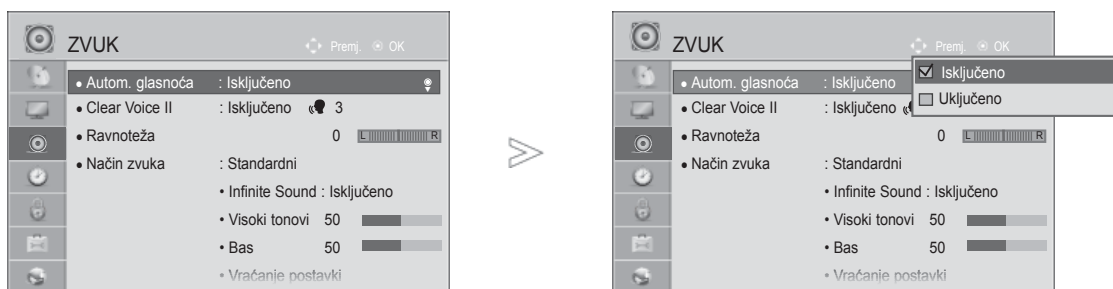 ZVUK
Premj. OK
• Autom. glasnoća : Isključeno
• Clear Voice II : Isključeno 3
• Ravnoteža 0 L R
• Način zvuka : Standardni
• Infinite Sound : Isključeno
• Visoki tonovi 50
• Bas 50
• Vraćanje postavki
ZVUK
Premj. OK
• Autom. glasnoća : Isključeno
Isključeno
Uključeno
• Clear Voice II : Isključeno
• Ravnoteža 0 L R
• Način zvuka : Standardni
• Infinite Sound : Isključeno
• Visoki tonovi 50
• Bas 50
• Vraćanje postavki